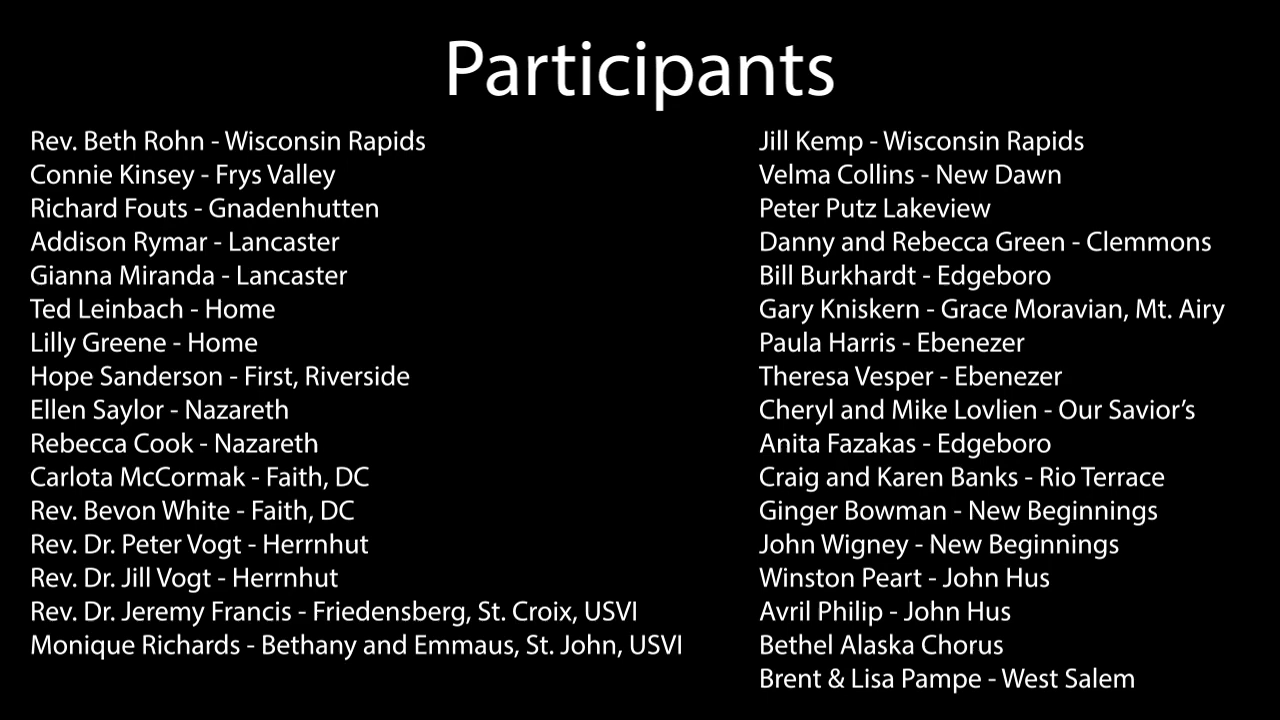 Participants
Rev. Beth Rohn - Wisconsin Rapids
Connie Kinsey - Frys Valley
Richard Fouts - Gnadenhutten
Addison Rymar - Lancaster
Gianna Miranda - Lancaster
Ted Leinbach - Home
Lilly Greene - Home
Hope Sanderson - First, Riverside
Ellen Saylor - Nazareth
Rebecca Cook - Nazareth
Carlota McCormak - Faith, DC
Rev. Bevon White - Faith, DC
Rev. Dr. Peter Vogt - Herrnhut
Rev. Dr. Jill Vogt - Herrnhut
Rev. Dr. Jeremy Francis - Friedensberg, St. Croix, USVI
Monique Richards - Bethany and Emmaus, St. John, USVI
Jill Kemp - Wisconsin Rapids
Velma Collins - New Dawn
Peter Putz Lakeview
Danny and Rebecca Green - Clemmons
Bill Burkhardt - Edgeboro
Gary Kniskern - Grace Moravian, Mt. Airy
Paula Harris - Ebenezer
Theresa Vesper - Ebenezer
Cheryl and Mike Lovlien - Our Savior’s
Anita Fazakas - Edgeboro
Craig and Karen Banks - Rio Terrace
Ginger Bowman - New Beginnings
John Wigney - New Beginnings
Winston Peart - John Hus
Avril Philip - John Hus
Bethel Alaska Chorus
Brent & Lisa Pampe - West Salem